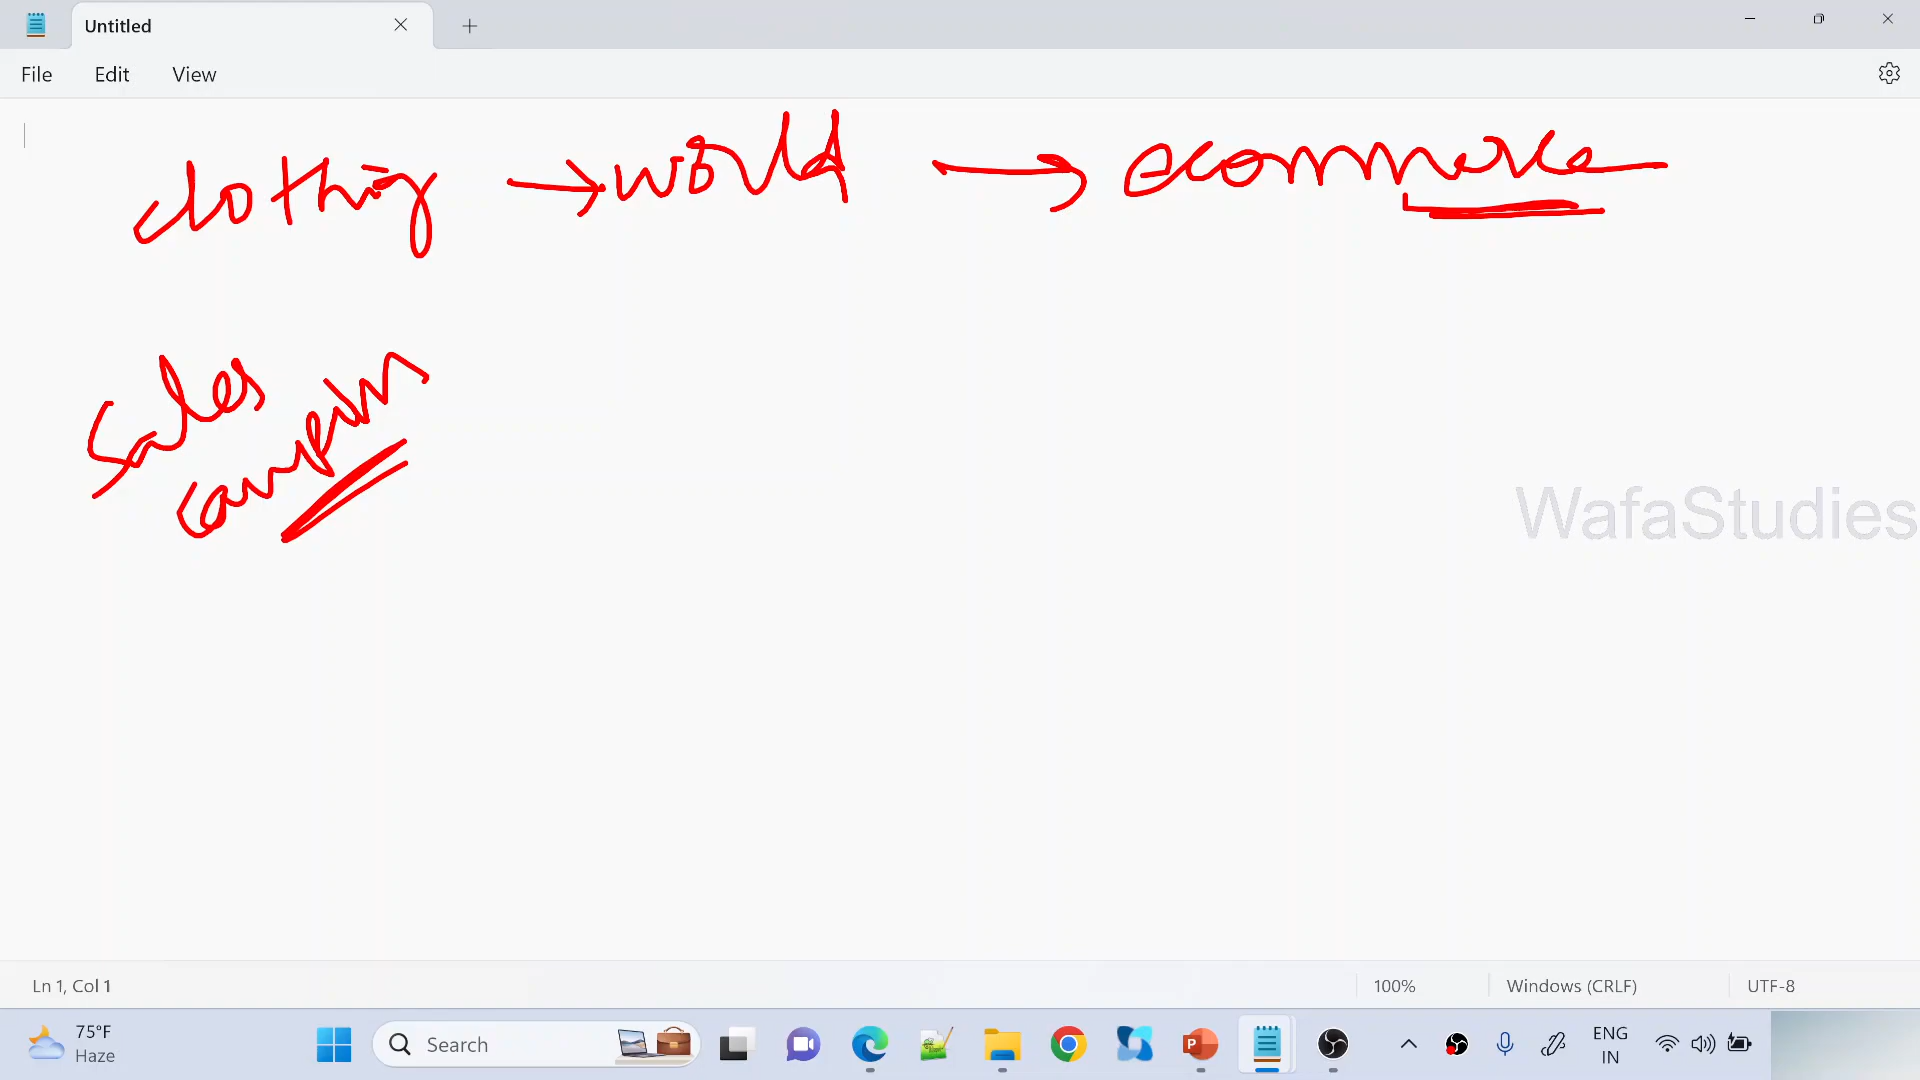 Untitled
File Edit View
clothing → world → ecommerce
Sales
campaign
WafaStudies
Ln 1, Col 1 100% Windows (CRLF) UTF-8
75°F
Haze
Search
ENG
IN